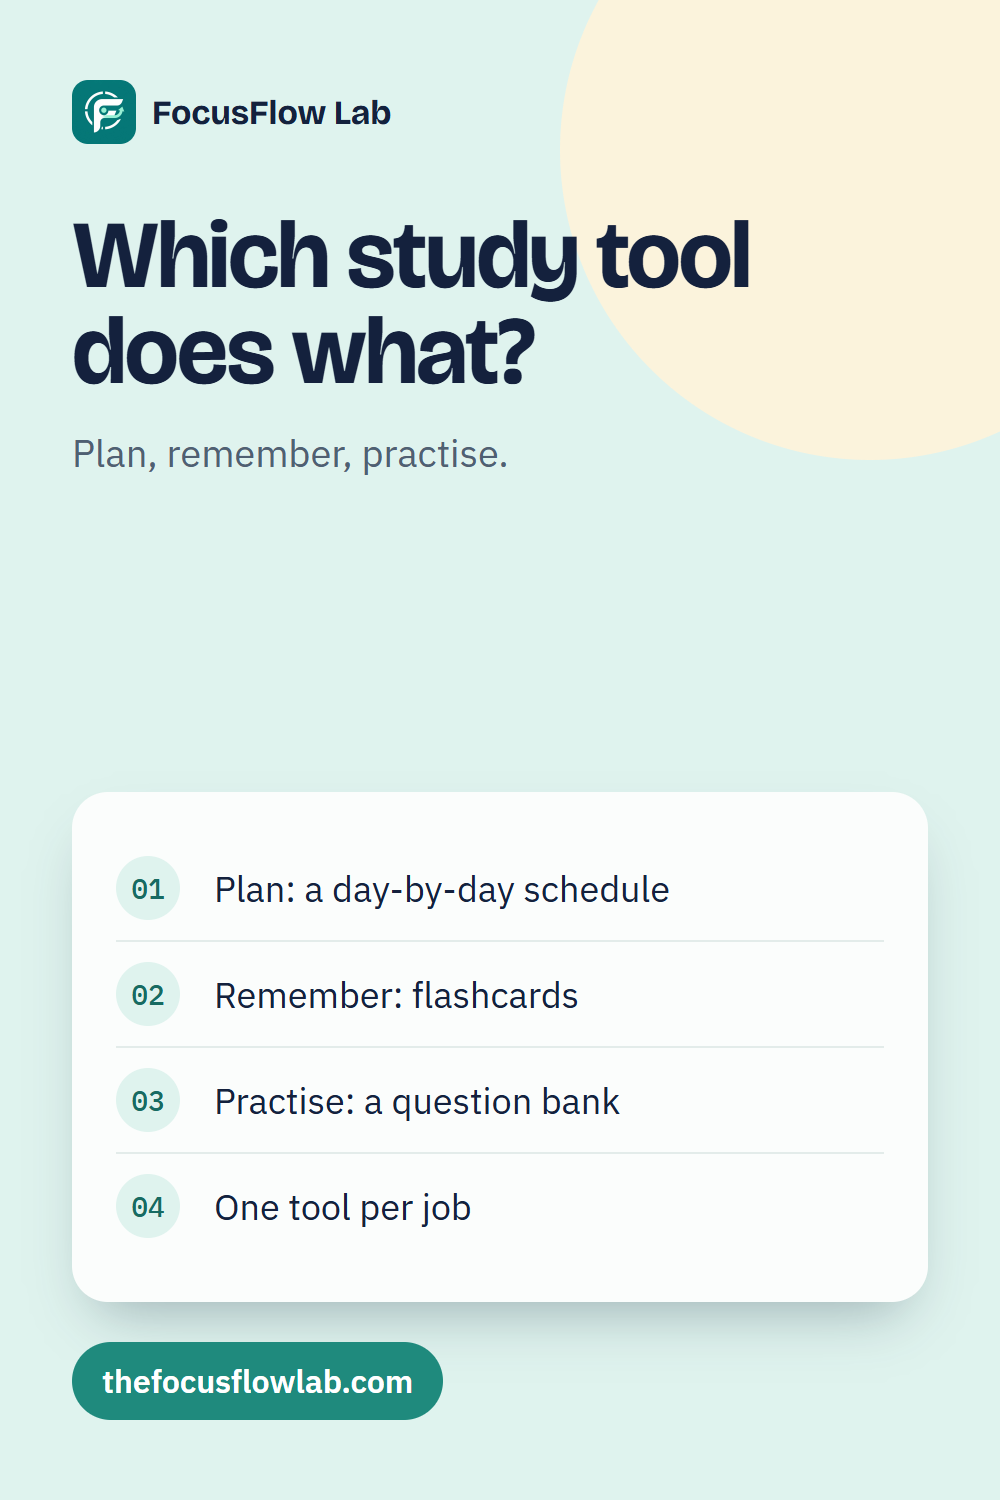 FocusFlow Lab
Which study tool
does what?
Plan, remember, practise.
01 Plan: a day-by-day schedule
02 Remember: flashcards
03 Practise: a question bank
04 One tool per job
thefocusflowlab.com